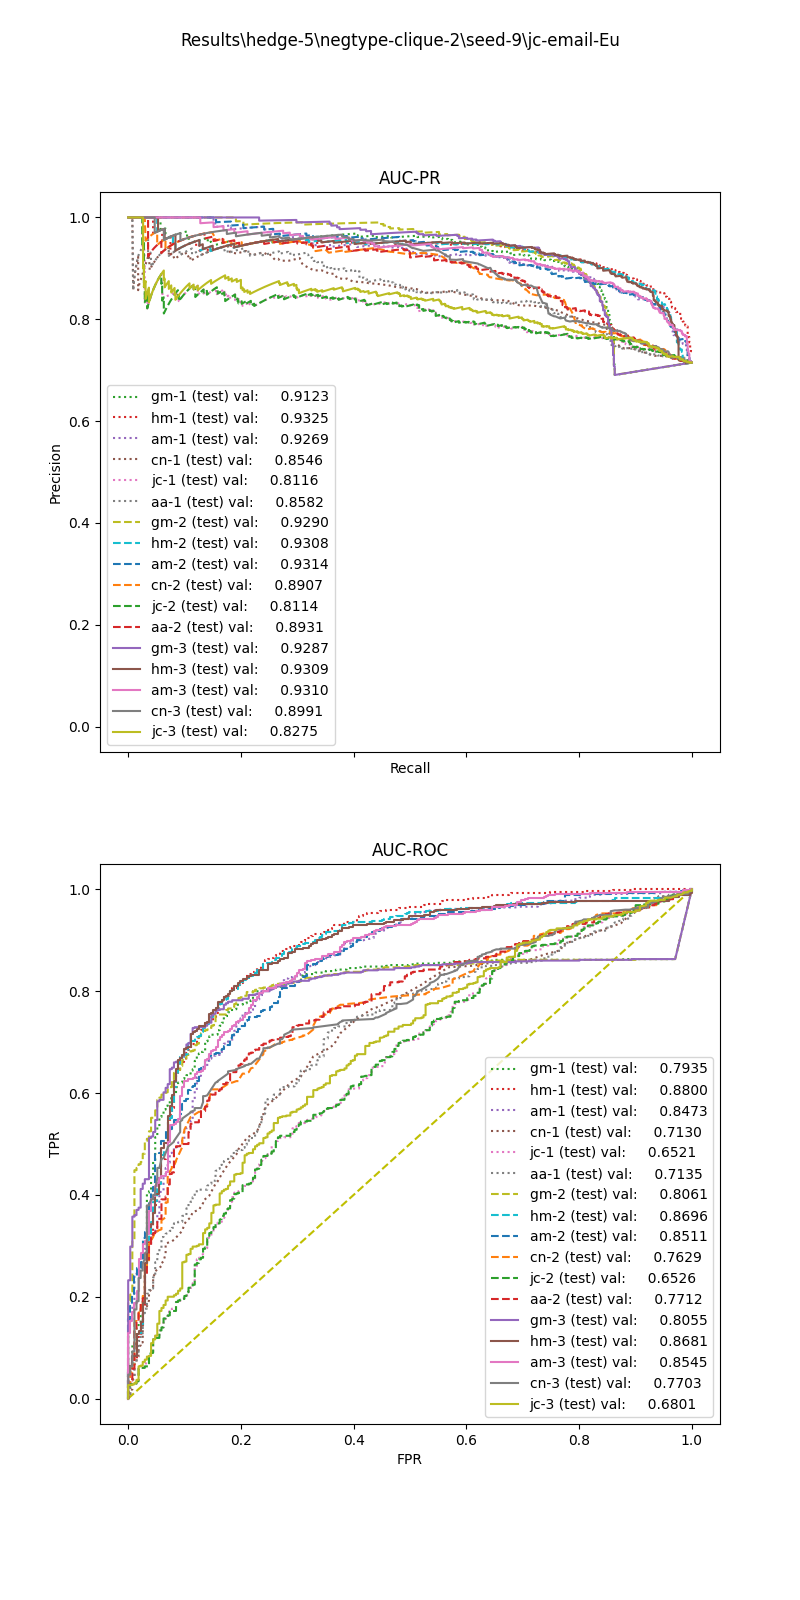 Results\hedge-5\negtype-clique-2\seed-9\jc-email-Eu
AUC-PR
1.0
0.8
0.6
0.4
0.2
0.0
Precision
gm-1 (test) val: 0.9123
hm-1 (test) val: 0.9325
am-1 (test) val: 0.9269
cn-1 (test) val: 0.8546
jc-1 (test) val: 0.8116
aa-1 (test) val: 0.8582
gm-2 (test) val: 0.9290
hm-2 (test) val: 0.9308
am-2 (test) val: 0.9314
cn-2 (test) val: 0.8907
jc-2 (test) val: 0.8114
aa-2 (test) val: 0.8931
gm-3 (test) val: 0.9287
hm-3 (test) val: 0.9309
am-3 (test) val: 0.9310
cn-3 (test) val: 0.8991
jc-3 (test) val: 0.8275
Recall
AUC-ROC
1.0
0.8
0.6
0.4
0.2
0.0
TPR
gm-1 (test) val: 0.7935
hm-1 (test) val: 0.8800
am-1 (test) val: 0.8473
cn-1 (test) val: 0.7130
jc-1 (test) val: 0.6521
aa-1 (test) val: 0.7135
gm-2 (test) val: 0.8061
hm-2 (test) val: 0.8696
am-2 (test) val: 0.8511
cn-2 (test) val: 0.7629
jc-2 (test) val: 0.6526
aa-2 (test) val: 0.7712
gm-3 (test) val: 0.8055
hm-3 (test) val: 0.8681
am-3 (test) val: 0.8545
cn-3 (test) val: 0.7703
jc-3 (test) val: 0.6801
0.0 0.2 0.4 0.6 0.8 1.0
FPR